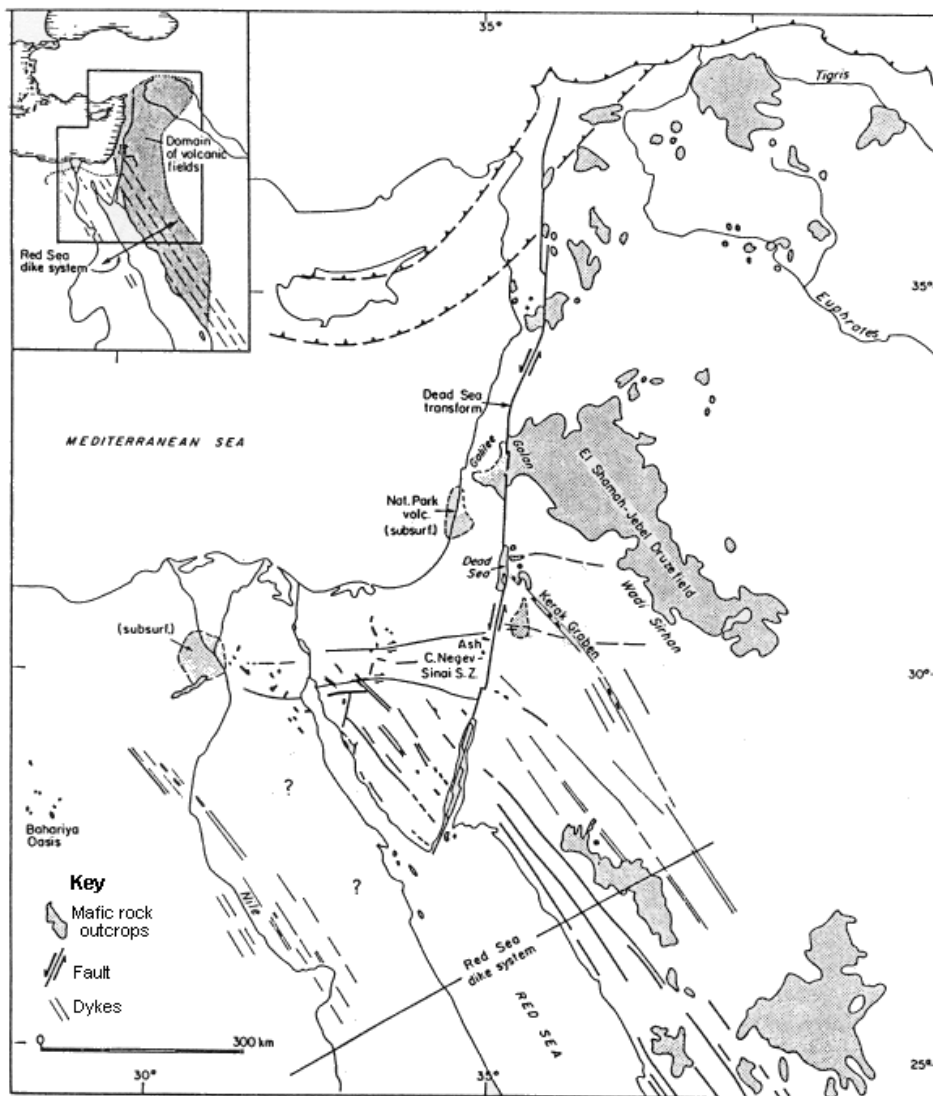 35°
Tigris
Domain
of volcanic
fields
Red Sea
dike system
35°
Euphrates
Dead Sea
transform
MEDITERRANEAN SEA
Galilee
Golan
El Shamah-Jebel Druzefield
Nat. Park
volc.
(subsurf.)
Dead
Sea
Wadi Sirhan
Kerak Graben
(subsurf.)
Ash
C. Negev-
Sinai S.Z.
30°
?
Bahariya
Oasis
?
Key
Mafic rock
outcrops
Nile
Fault
Red Sea
dike system
Dykes
RED SEA
0
300 km
30°
35°
25°